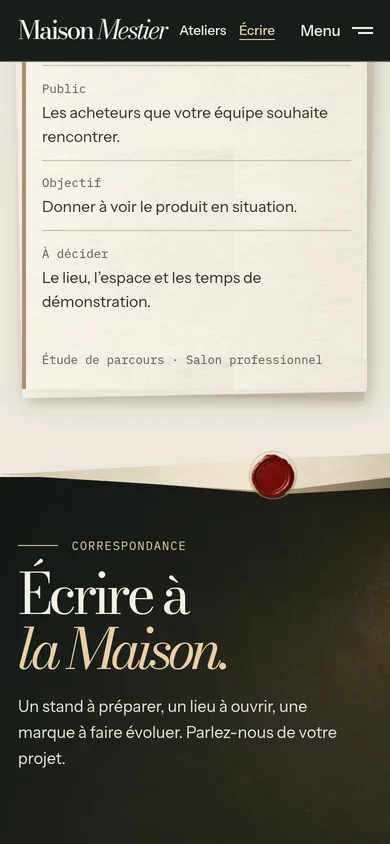 Maison Mestier Ateliers Écrire Menu
Public
Les acheteurs que votre équipe souhaite
rencontrer.
Objectif
Donner à voir le produit en situation.
À décider
Le lieu, l’espace et les temps de
démonstration.
Étude de parcours · Salon professionnel
CORRESPONDANCE
Écrire à
la Maison.
Un stand à préparer, un lieu à ouvrir, une
marque à faire évoluer. Parlez-nous de votre
projet.